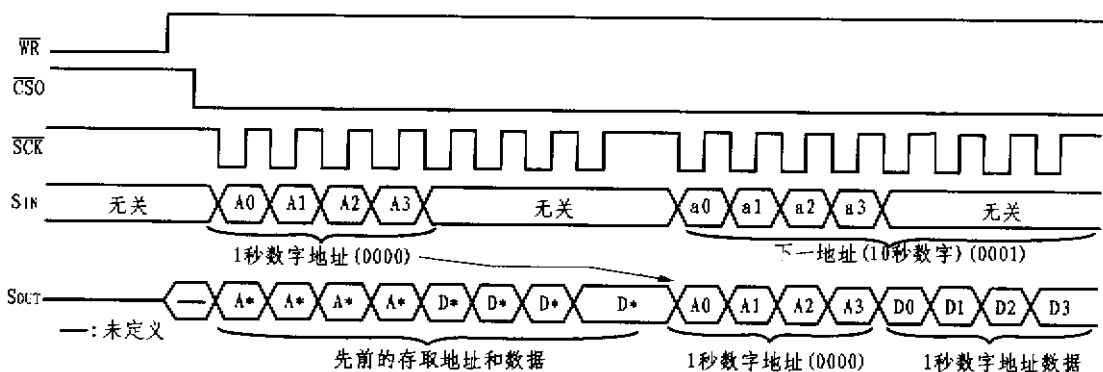 WR
CS0
SCK
SIN 无关 A0 A1 A2 A3 无关 a0 a1 a2 a3 无关
1秒数字地址(0000) 下一地址(10秒数字)(0001)
SOUT — A* A* A* A* D* D* D* D* A0 A1 A2 A3 D0 D1 D2 D3
—:未定义
先前的存取地址和数据 1秒数字地址(0000) 1秒数字地址数据